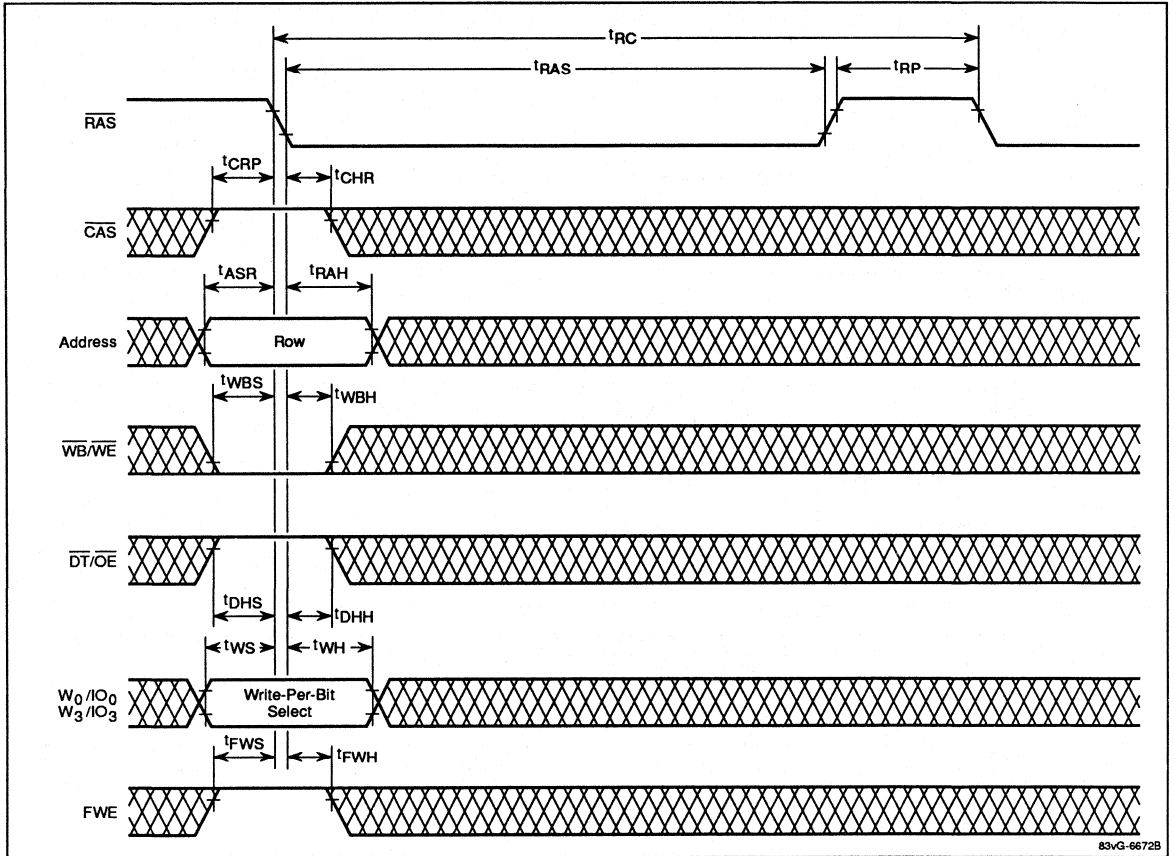 tRC
tRAS
tRP
RAS
tCRP
tCHR
CAS
tASR
tRAH
Address
Row
tWBS
tWBH
WB/WE
DT/OE
tDHS
tDHH
tWS
tWH
W0/IO0
W3/IO3
Write-Per-Bit
Select
tFWS
tFWH
FWE
83vG-6672B